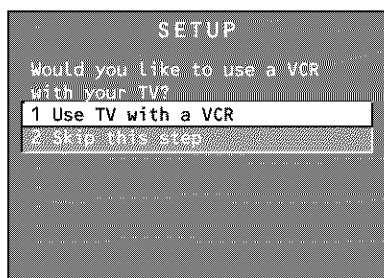 SETUP
Would you like to use a VCR
with your TV?
1 Use TV with a VCR
2 Skip this step